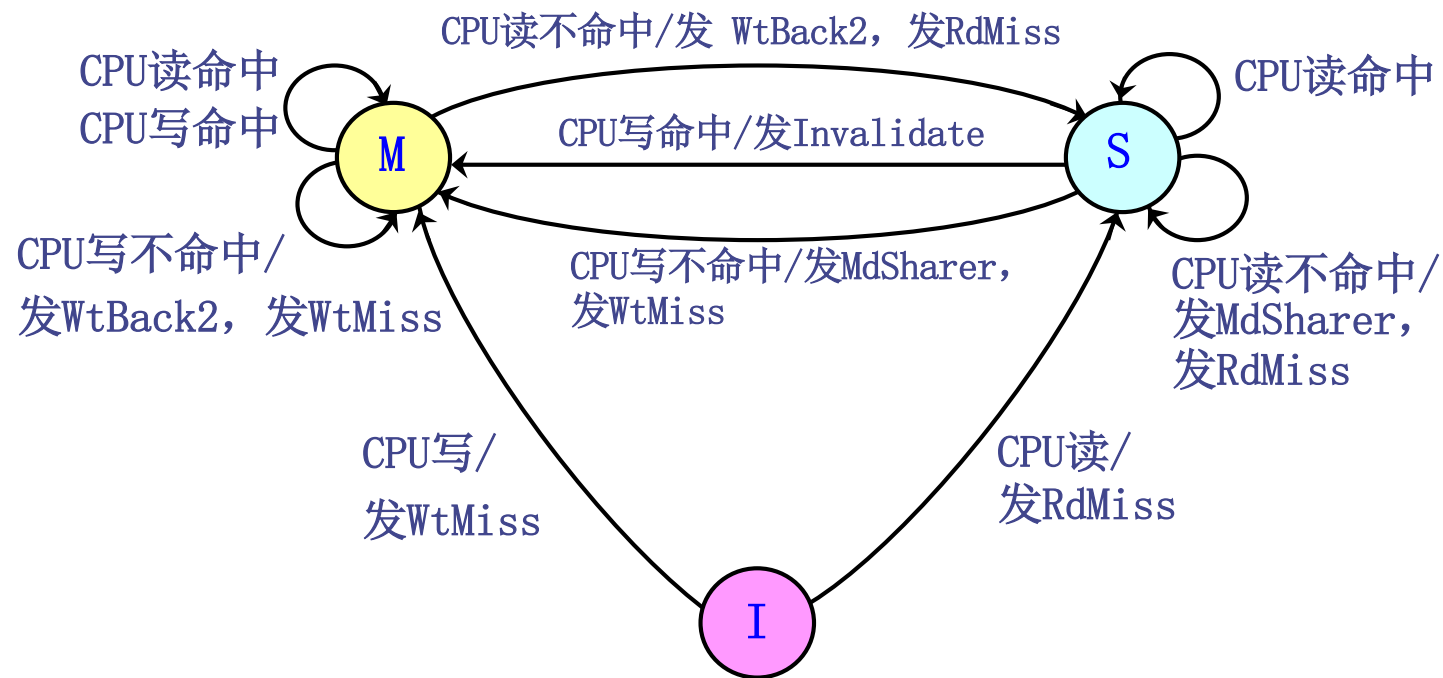 CPU读不命中/发 WtBack2，发RdMiss
CPU读命中
CPU写命中
CPU读命中
CPU写命中/发Invalidate
M
S
CPU写不命中/
发WtBack2，发WtMiss
CPU写不命中/发MdSharer，
发WtMiss
CPU读不命中/
发MdSharer，
发RdMiss
CPU写/
发WtMiss
CPU读/
发RdMiss
I